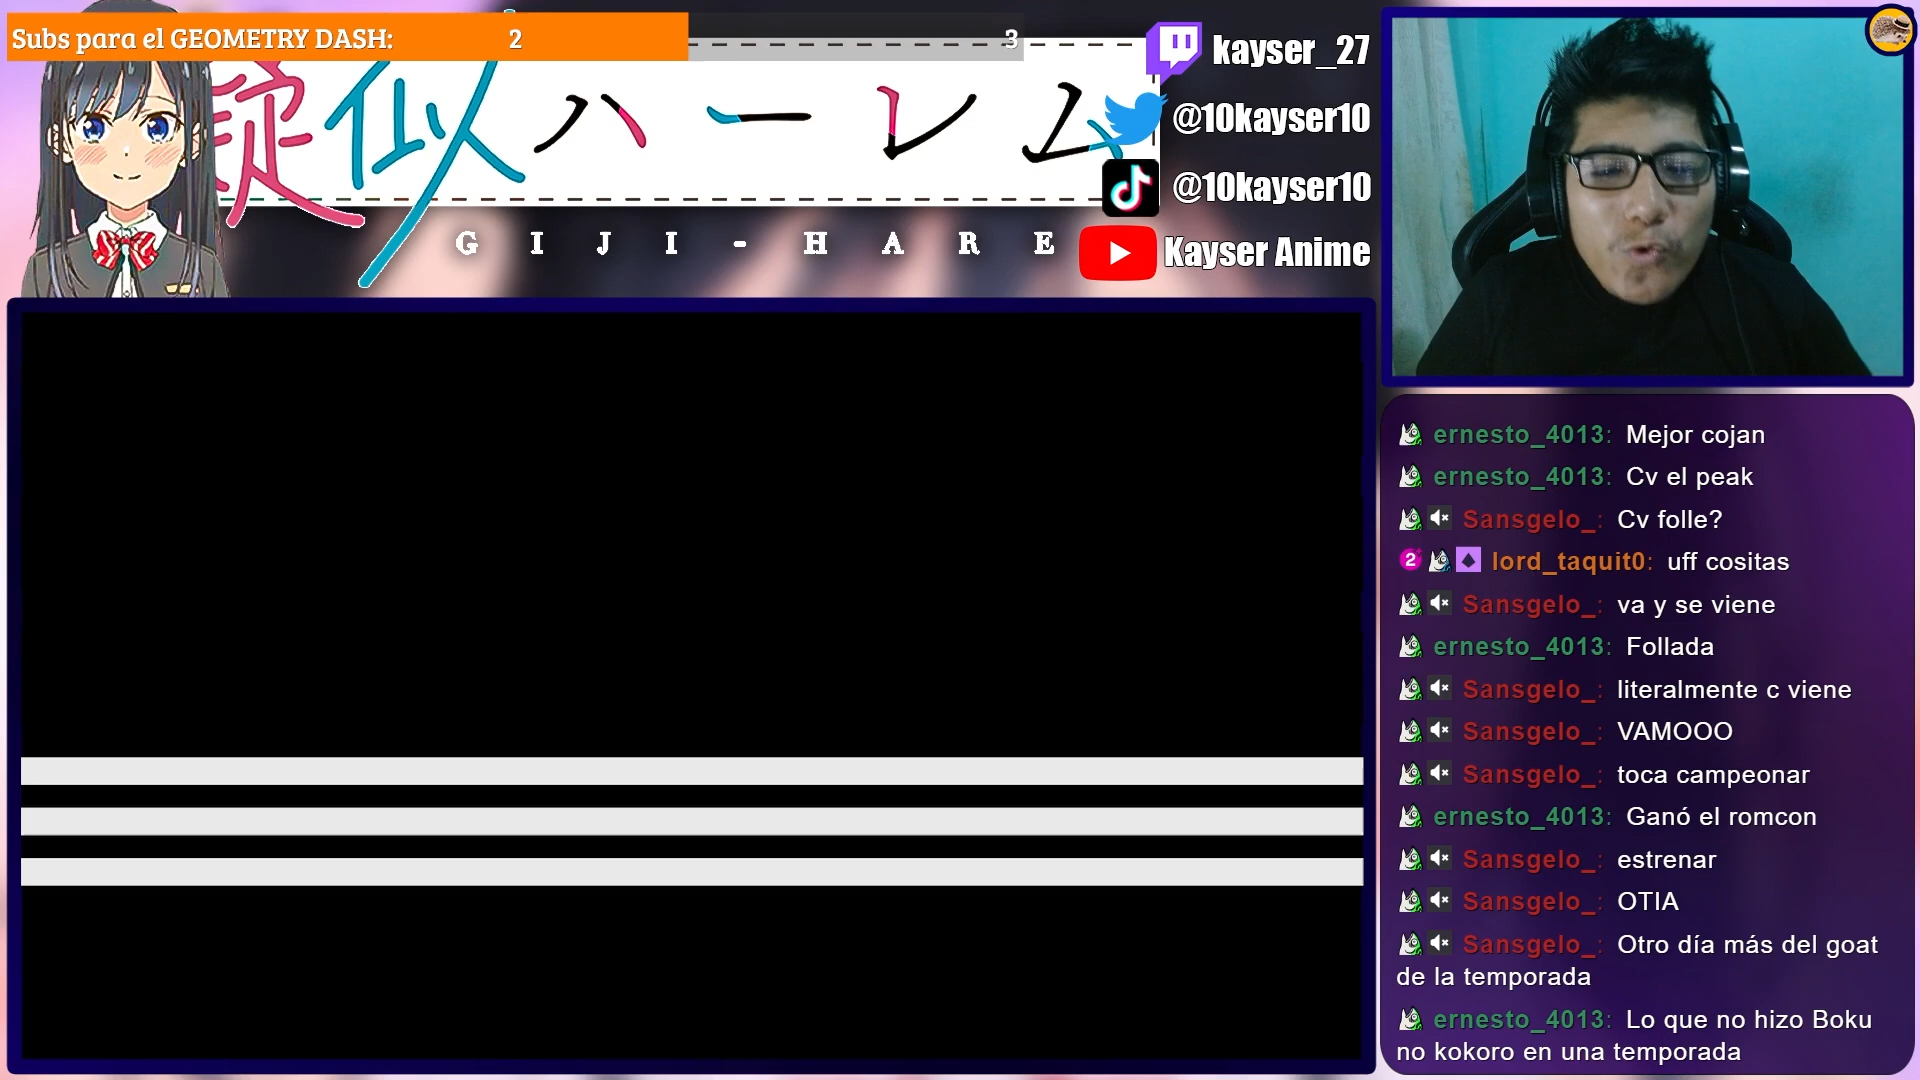 Subs para el GEOMETRY DASH: 2 3
疑似ハーレム
G I J I - H A R E
kayser_27
@10kayser10
@10kayser10
Kayser Anime
2
ernesto_4013: Mejor cojan
ernesto_4013: Cv el peak
Sansgelo_: Cv folle?
2 lord_taquit0: uff cositas
Sansgelo_: va y se viene
ernesto_4013: Follada
Sansgelo_: literalmente c viene
Sansgelo_: VAMOOO
Sansgelo_: toca campeonar
ernesto_4013: Ganó el romcon
Sansgelo_: estrenar
Sansgelo_: OTIA
Sansgelo_: Otro día más del goat
de la temporada
ernesto_4013: Lo que no hizo Boku
no kokoro en una temporada